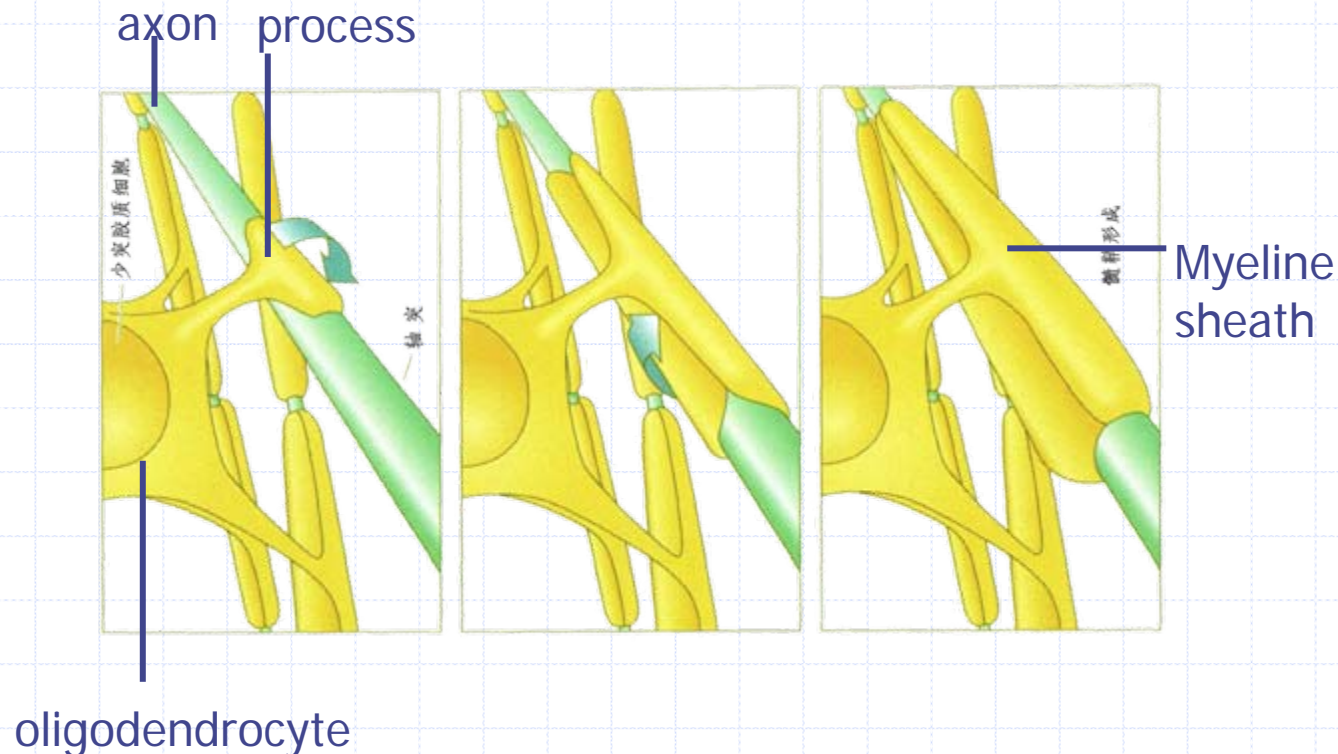 axon process
少突胶质细胞
轴突
髓鞘形成
Myeline
sheath
oligodendrocyte